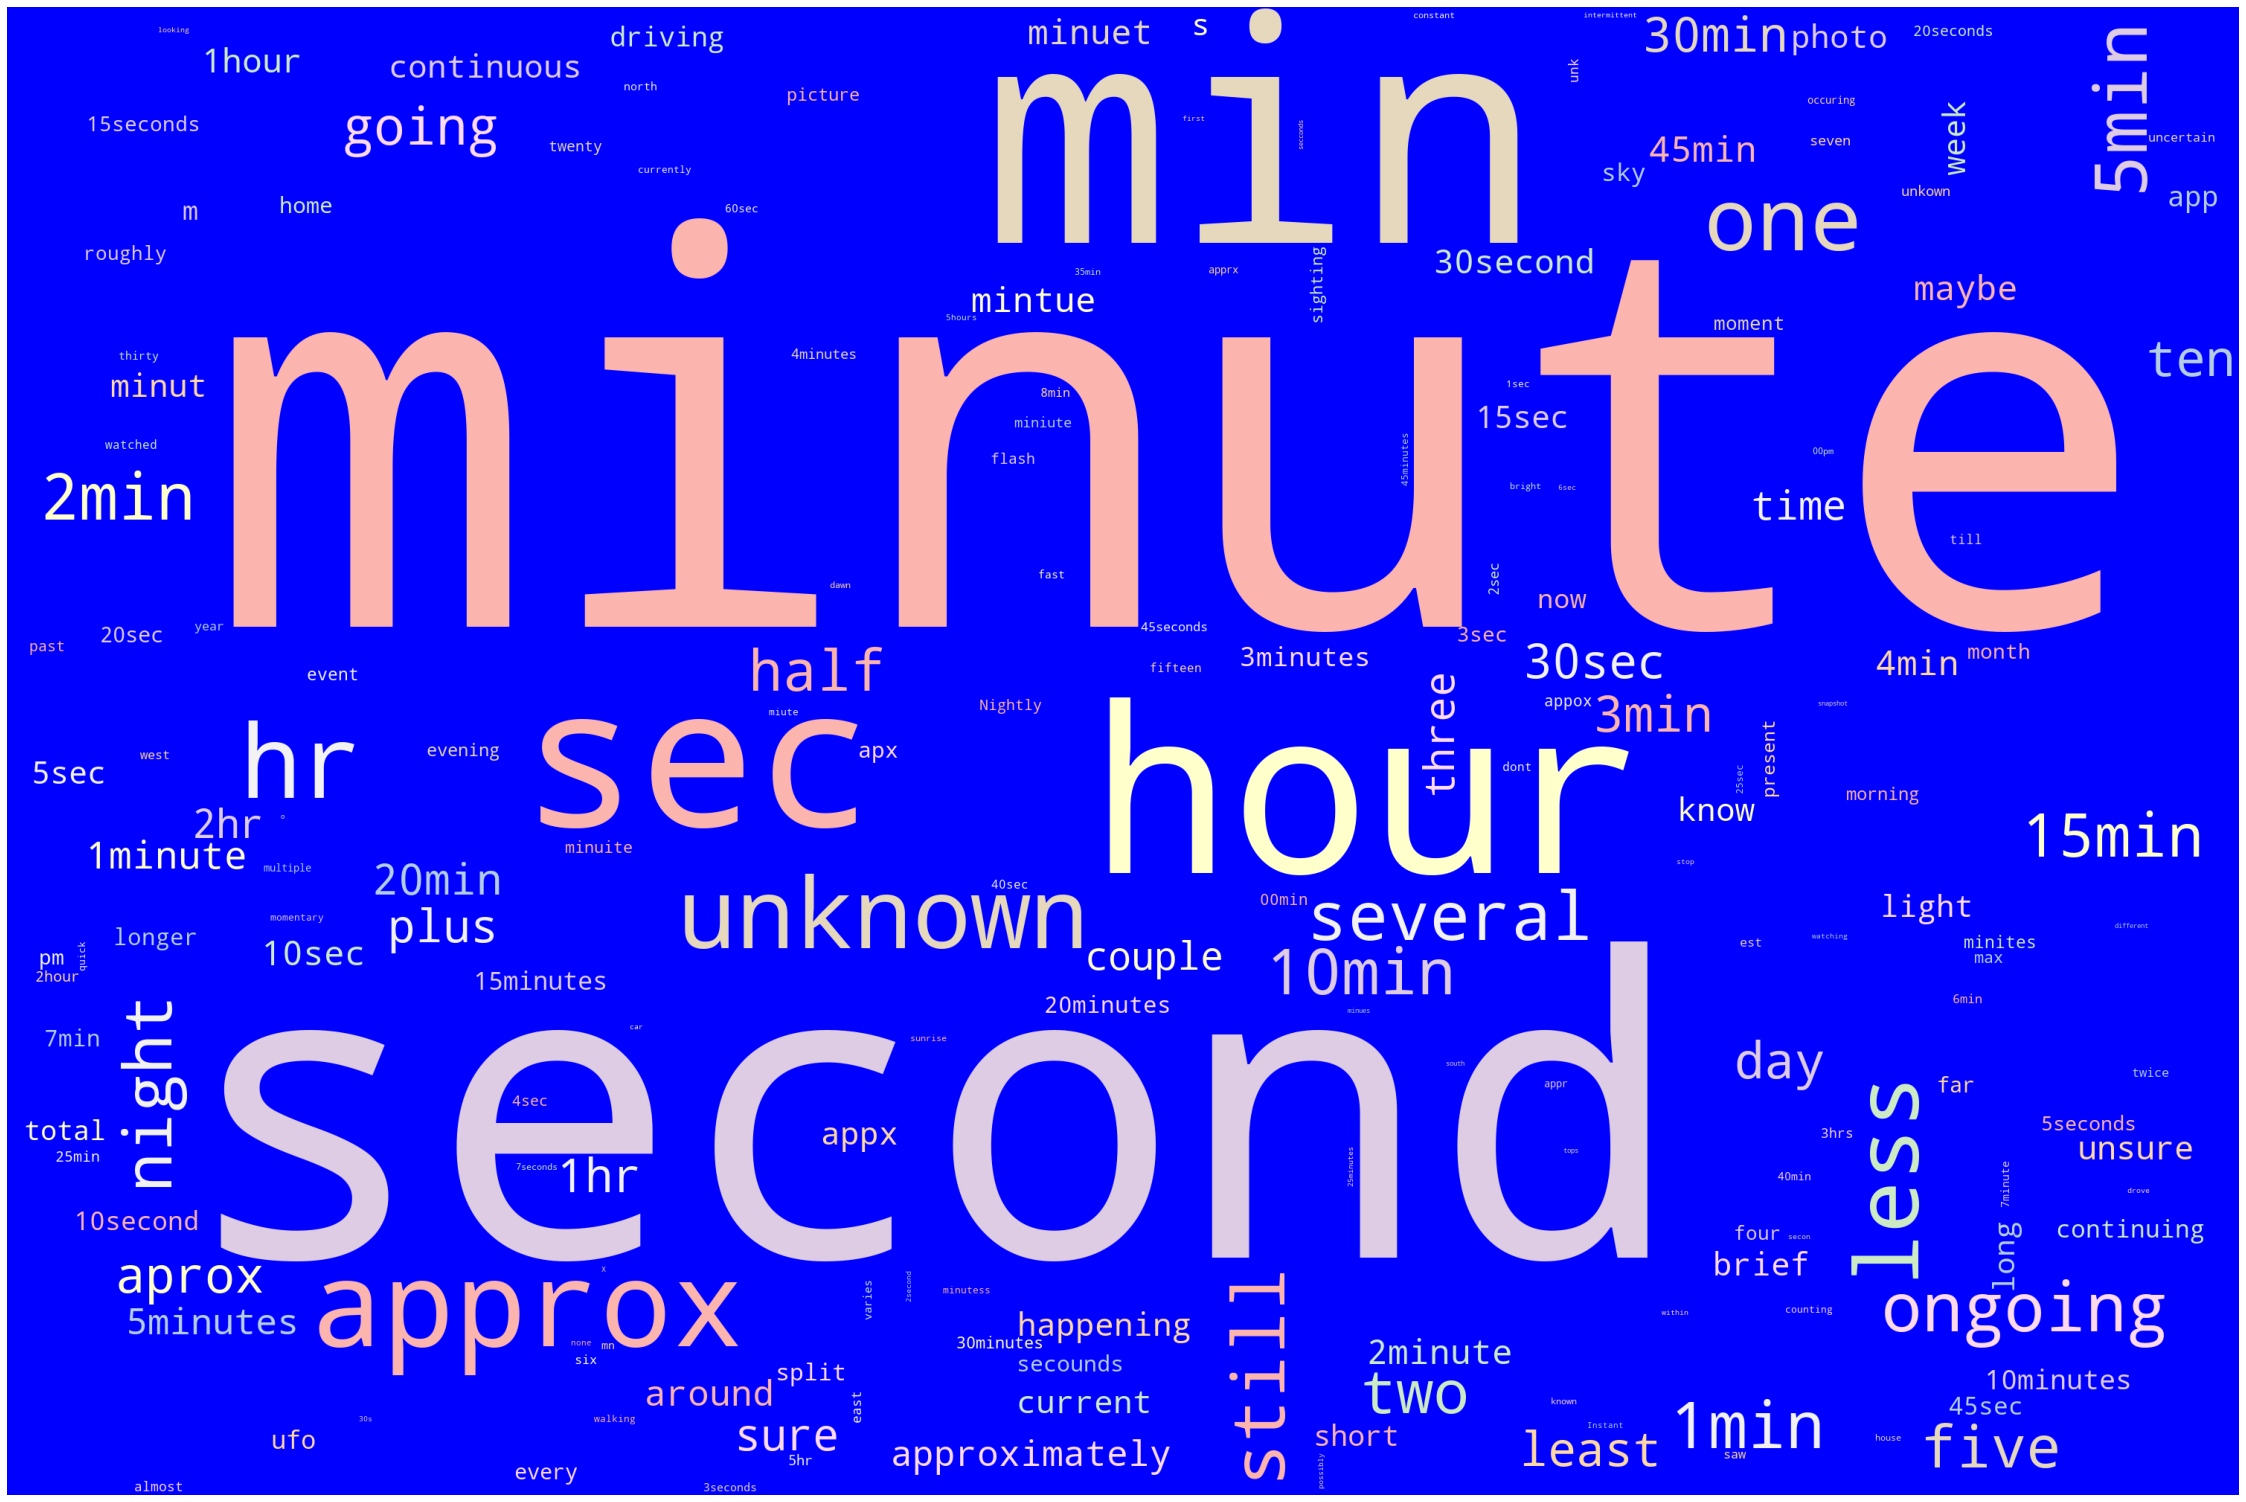 looking
constant
intermittent
driving
minuet
s
30min
photo
20seconds
1hour
continuous
min
unk
5min
north
picture
occuring
15seconds
going
first
seconds
week
twenty
45min
seven
uncertain
currently
sky
m
home
60sec
one
unkown
app
roughly
35min
apprx
sighting
30second
mintue
maybe
5hours
moment
thirty
4minutes
ten
minut
minute
8min
1sec
miniute
15sec
watched
flash
45minutes
00pm
2min
bright
6sec
time
till
dawn
fast
2sec
now
past
20sec
year
45seconds
3sec
event
half
fifteen
3minutes
30sec
4min
month
Nightly
miute
three
appox
3min
snapshot
hr
sec
hour
5sec
west
evening
apx
dont
25sec
present
2hr
know
morning
1minute
minuite
15min
multiple
20min
40sec
stop
momentary
plus
unknown
00min
several
light
longer
10sec
couple
est
watching
different
pm
quick
minites
2hour
15minutes
10min
max
night
20minutes
minues
6min
7min
car
sunrise
south
day
less
second
4sec
appr
far
twice
total
appx
3hrs
5seconds
25min
7seconds
1hr
25minutes
tops
unsure
40min
7minute
drove
10second
four
secon
long
continuing
aprox
approx
x
brief
5minutes
varies
2second
minutess
still
within
counting
ongoing
none
mn
happening
30minutes
six
secounds
2minute
split
around
current
two
10minutes
30s
walking
east
known
45sec
ufo
sure
short
Instant
1min
house
every
5hr
approximately
possibly
least
saw
five
almost
3seconds